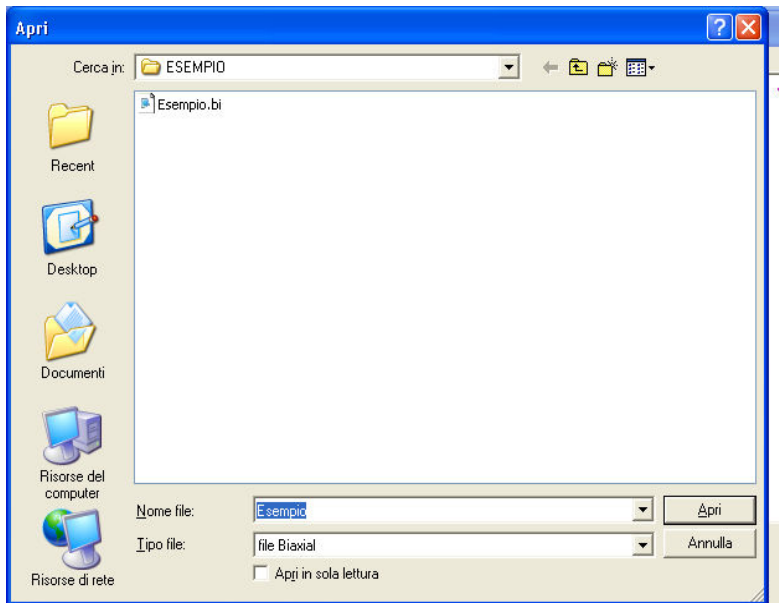 Apri
Cerca in: ESEMPIO
Esempio.bi
Recent
Desktop
Documenti
Risorse del
computer
Risorse di rete
Nome file: Esempio Apri
Tipo file: file Biaxial Annulla
Apri in sola lettura